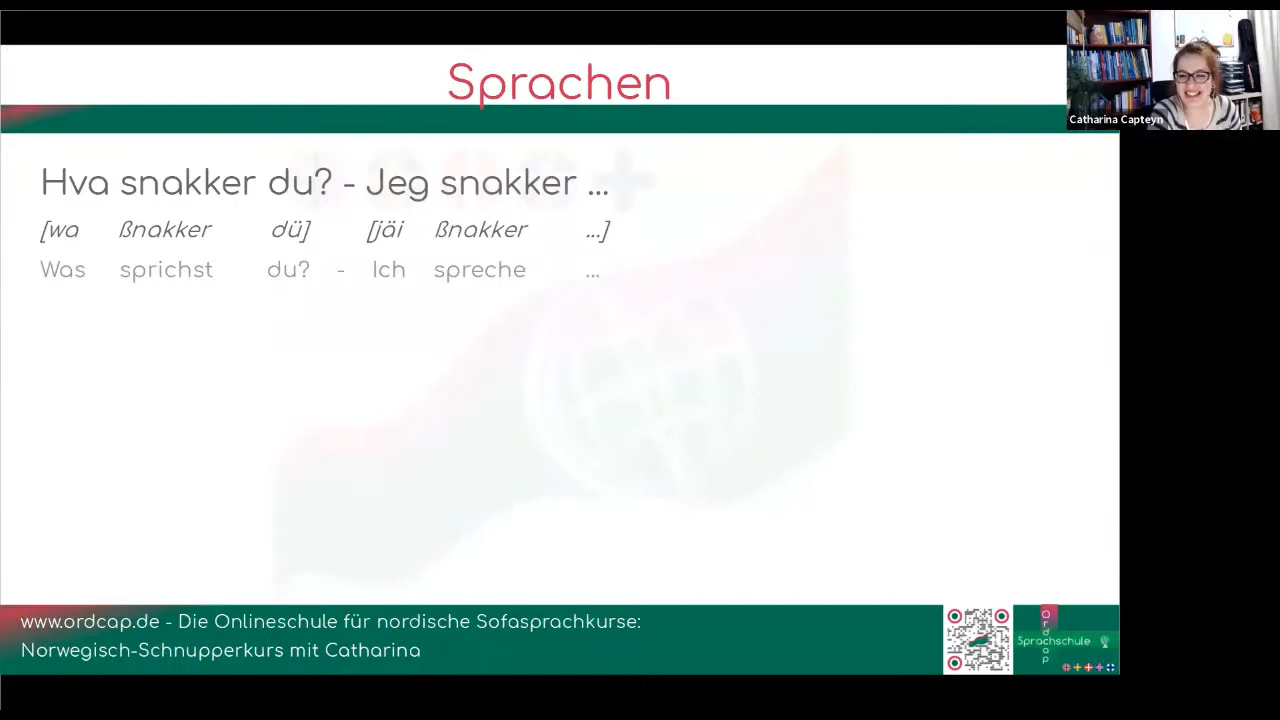 Sprachen
Catharina Capteyn
Hva snakker du? - Jeg snakker ...
[wa ßnakker dü] [jäi ßnakker ...]
Was sprichst du? - Ich spreche ...
www.ordcap.de - Die Onlineschule für nordische Sofasprachkurse:
Norwegisch-Schnupperkurs mit Catharina
Ordcap
Sprachschule